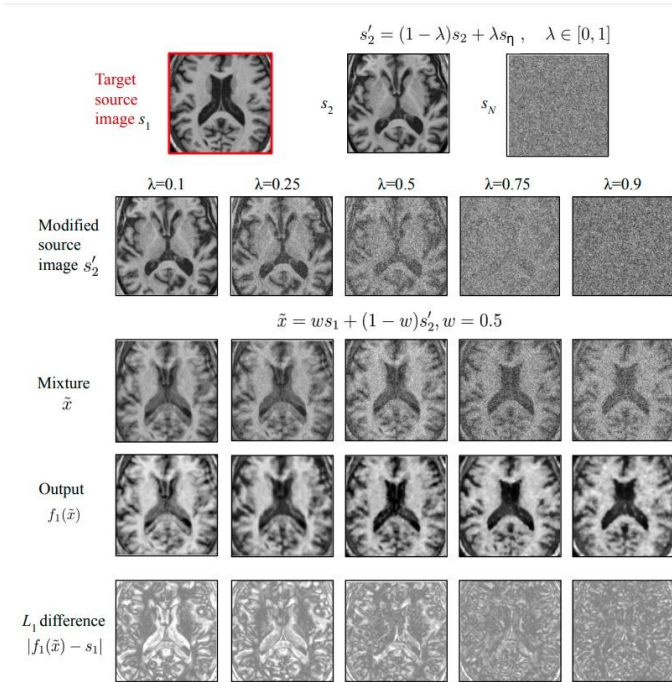 s′₂ = (1 − λ)s₂ + λsη , λ ∈ [0, 1]
Target
source
image s₁
s₂
s_N
λ=0.1 λ=0.25 λ=0.5 λ=0.75 λ=0.9
Modified
source
image s′₂
x̃ = ws₁ + (1 − w)s′₂, w = 0.5
Mixture
x̃
Output
f₁(x̃)
L₁ difference
|f₁(x̃) − s₁|